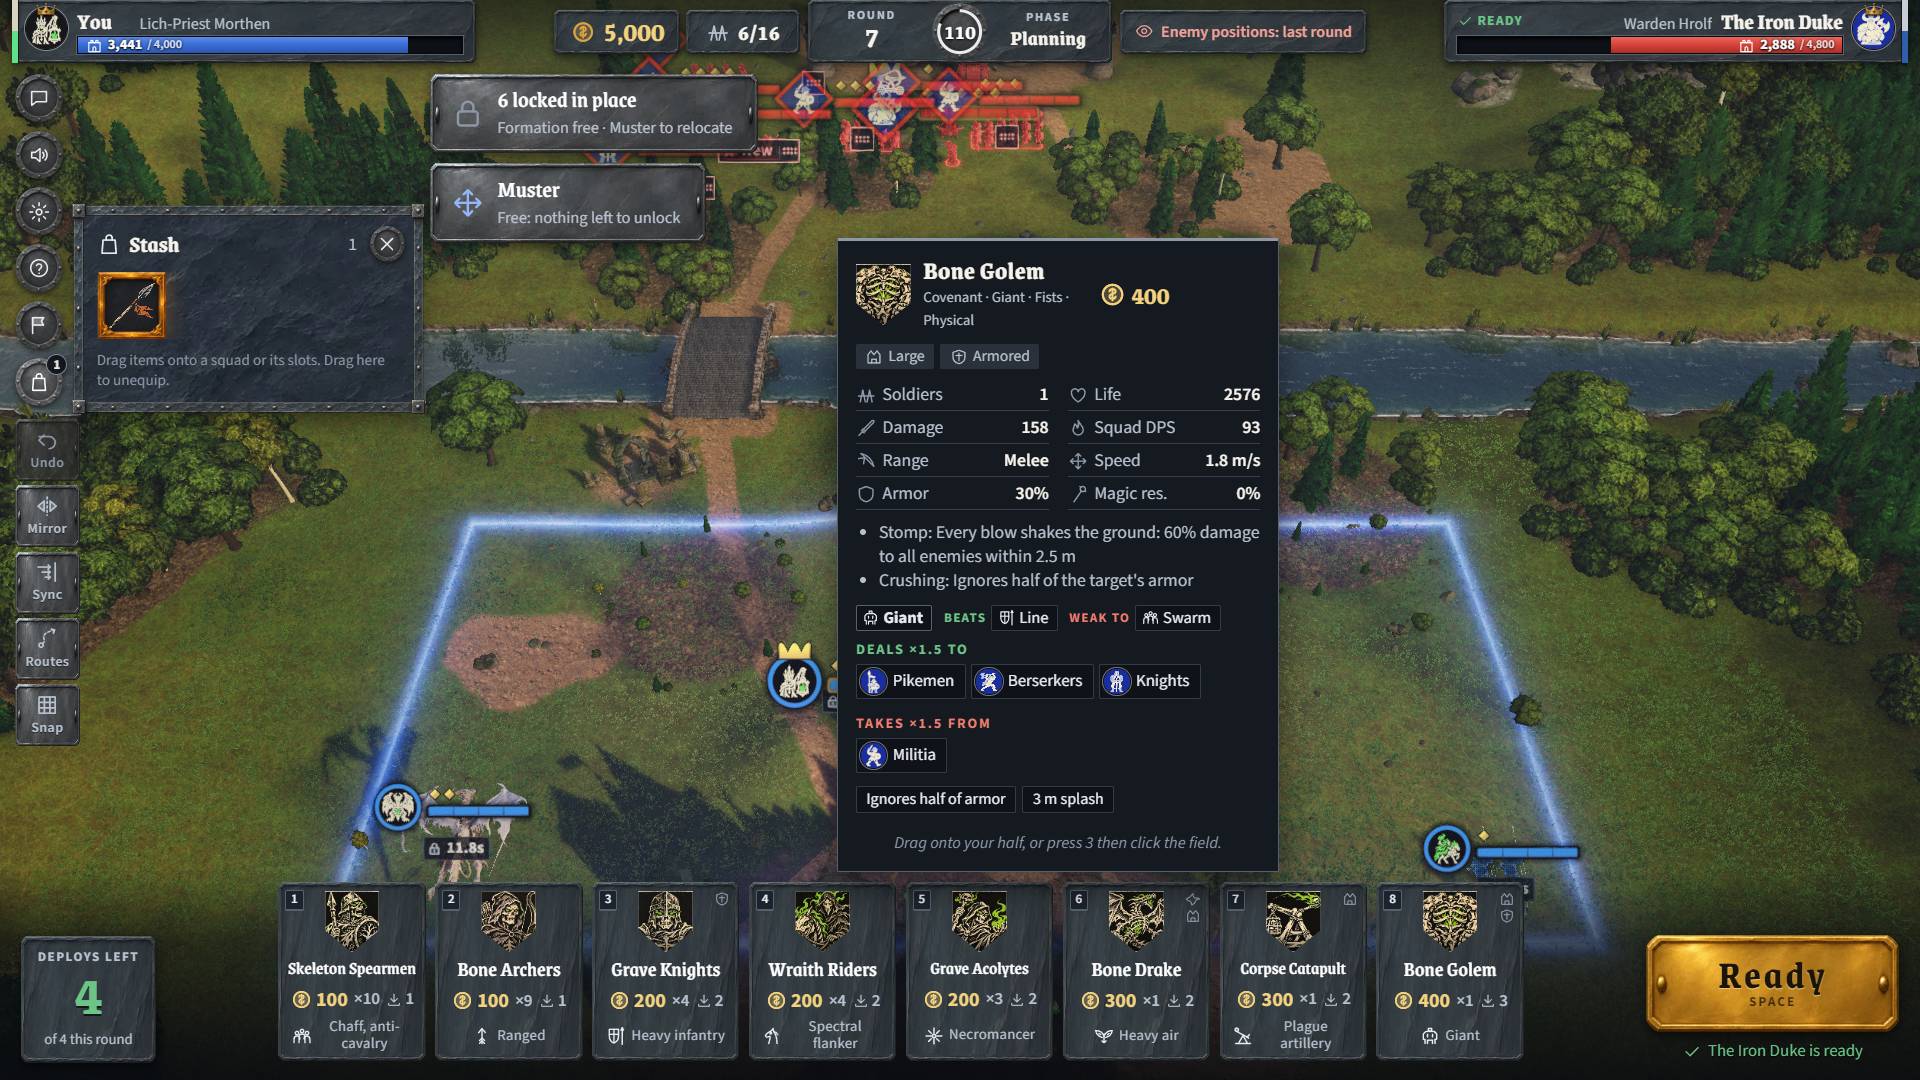 You
Lich-Priest Morthen
3,441 / 4,000
5,000
6/16
ROUND
7
110
PHASE
Planning
Enemy positions: last round
READY
Warden Hrolf
The Iron Duke
2,888 / 4,800
6 locked in place
Formation free · Muster to relocate
Muster
Free: nothing left to unlock
Stash
1
Drag items onto a squad or its slots. Drag here
to unequip.
1
Undo
Mirror
Sync
Routes
Snap
Bone Golem
Covenant · Giant · Fists ·
Physical
400
Large
Armored
Soldiers 1
Life 2576
Damage 158
Squad DPS 93
Range Melee
Speed 1.8 m/s
Armor 30%
Magic res. 0%
• Stomp: Every blow shakes the ground: 60% damage
to all enemies within 2.5 m
• Crushing: Ignores half of the target's armor
Giant BEATS Line WEAK TO Swarm
DEALS ×1.5 TO
Pikemen
Berserkers
Knights
TAKES ×1.5 FROM
Militia
Ignores half of armor
3 m splash
Drag onto your half, or press 3 then click the field.
11.8s
DEPLOYS LEFT
4
of 4 this round
1
Skeleton Spearmen
100 ×10 1
Chaff, anti-
cavalry
2
Bone Archers
100 ×9 1
Ranged
3
Grave Knights
200 ×4 2
Heavy infantry
4
Wraith Riders
200 ×4 2
Spectral
flanker
5
Grave Acolytes
200 ×3 2
Necromancer
6
Bone Drake
300 ×1 2
Heavy air
7
Corpse Catapult
300 ×1 2
Plague
artillery
8
Bone Golem
400 ×1 3
Giant
Ready
SPACE
The Iron Duke is ready